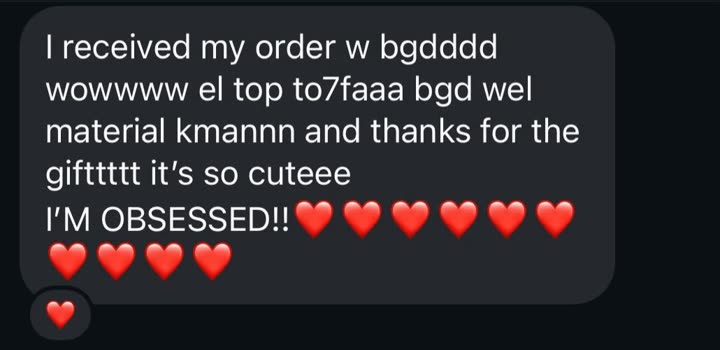 I received my order w bgdddd
wowwww el top to7faaa bgd wel
material kmannn and thanks for the
gifttttt it's so cuteee
I'M OBSESSED!!❤️❤️❤️❤️❤️❤️
❤️❤️❤️❤️
❤️